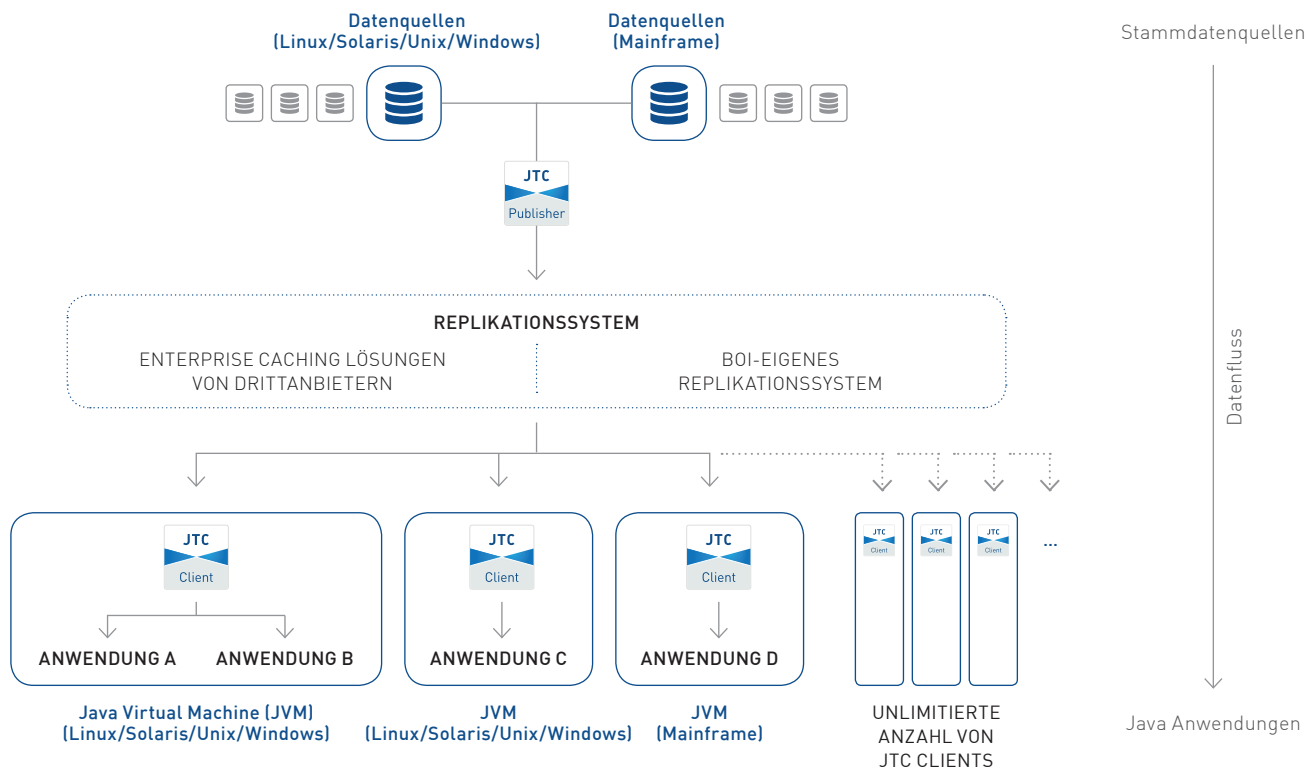 Datenquellen
(Linux/Solaris/Unix/Windows)
Datenquellen
(Mainframe)
Stammdatenquellen
JTC
Publisher
REPLIKATIONSSYSTEM
ENTERPRISE CACHING LÖSUNGEN
VON DRITTANBIETERN
BOI-EIGENES
REPLIKATIONSSYSTEM
Datenfluss
JTC
Client
JTC
Client
JTC
Client
JTC
Client
JTC
Client
JTC
Client
...
ANWENDUNG A
ANWENDUNG B
ANWENDUNG C
ANWENDUNG D
Java Virtual Machine (JVM)
(Linux/Solaris/Unix/Windows)
JVM
(Linux/Solaris/Unix/Windows)
JVM
(Mainframe)
UNLIMITIERTE
ANZAHL VON
JTC CLIENTS
Java Anwendungen